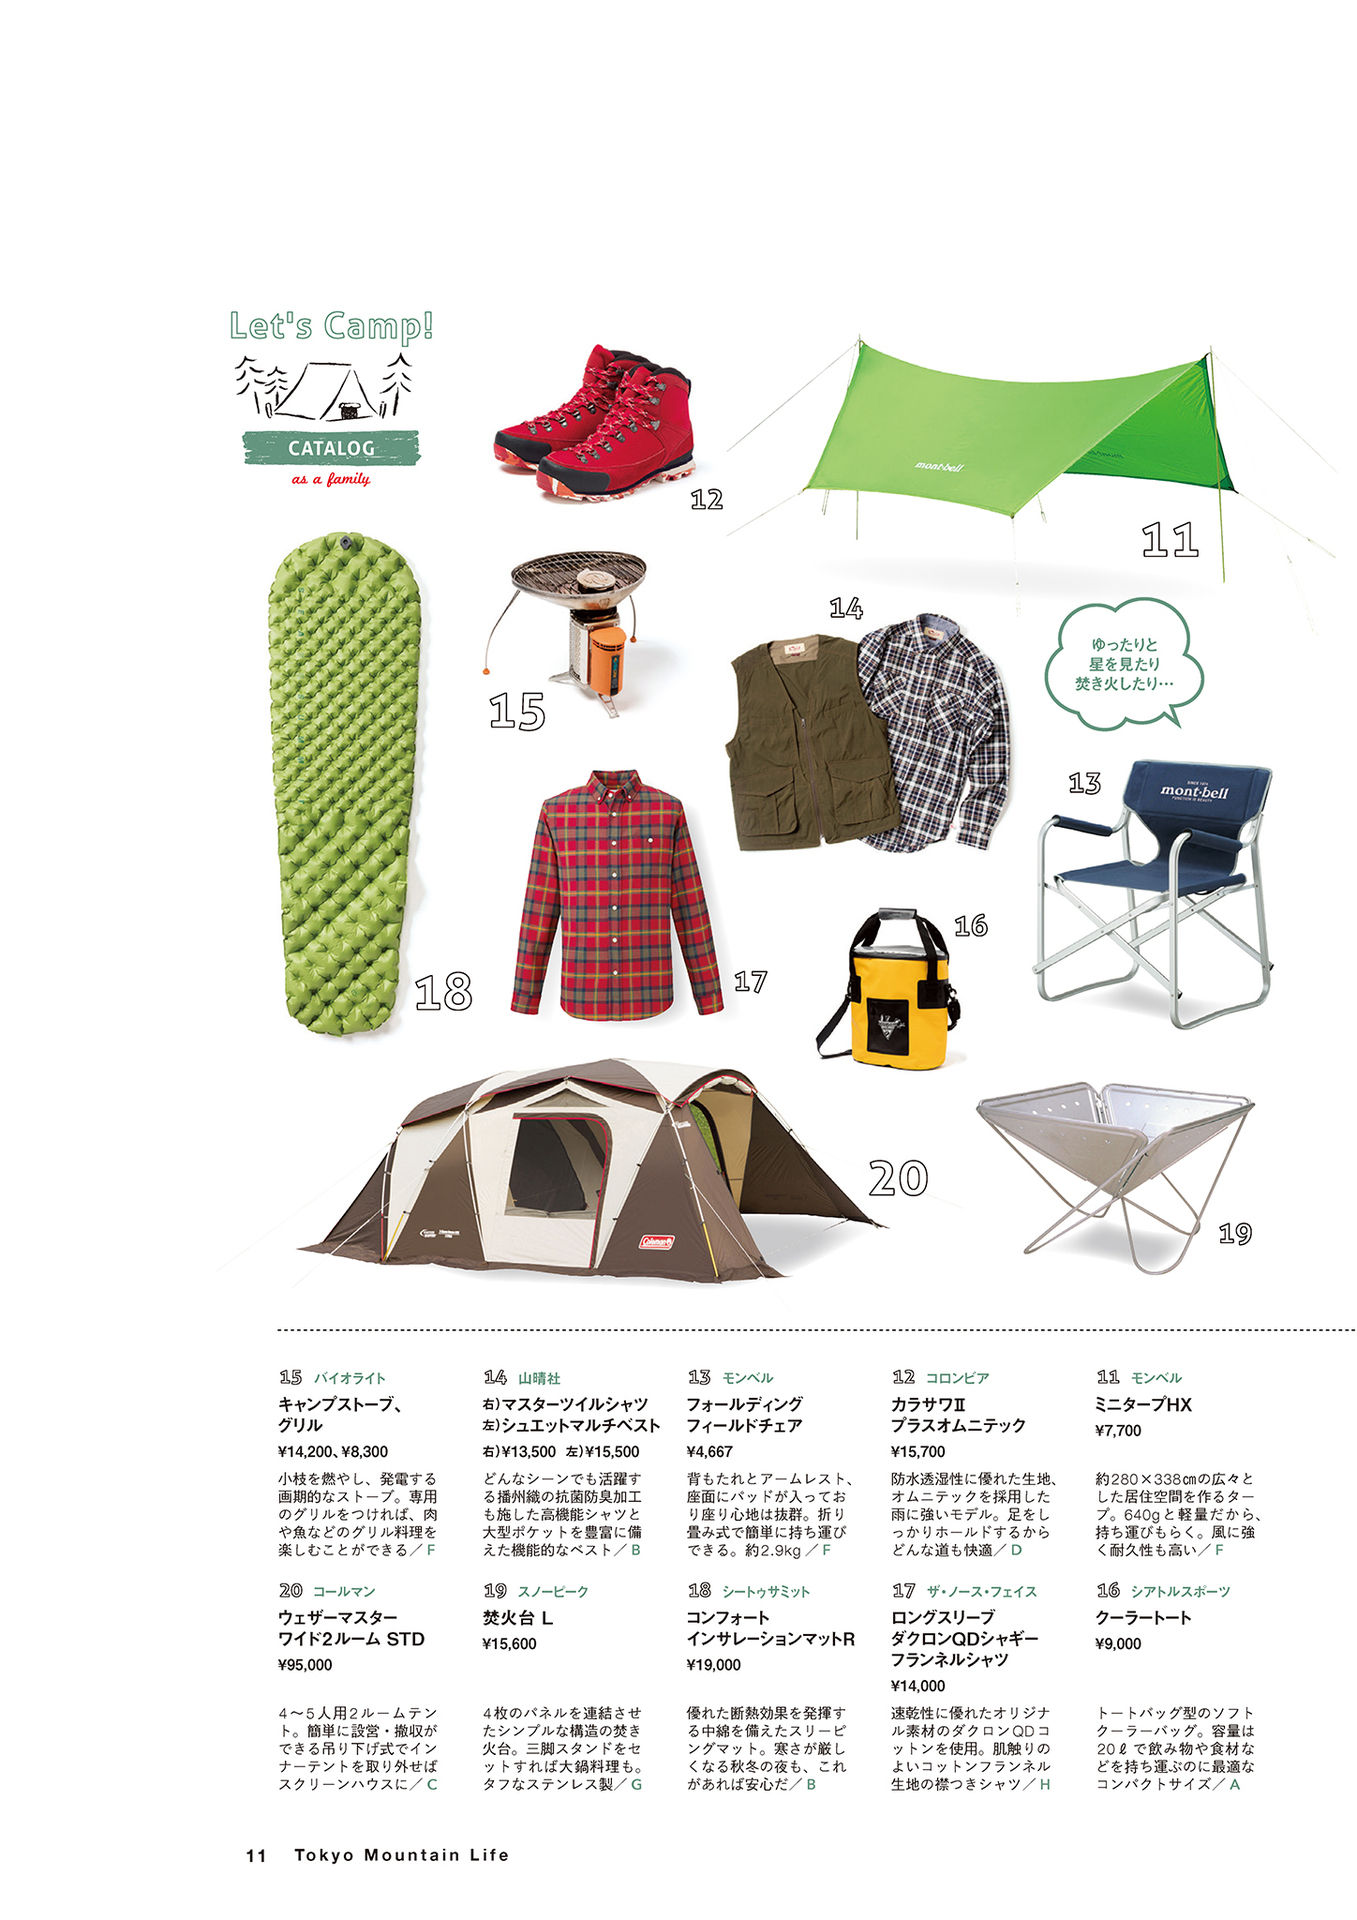 Let's Camp!
CATALOG
as a family
12
mont-bell
11
15
14
ゆったりと
星を見たり
焚き火したり…
13
SINCE 1975
mont-bell
FUNCTION IS BEAUTY
18
17
16
20
Coleman
19
11 モンベル
ミニタープHX
¥7,700
約280×338㎝の広々と
した居住空間を作るター
プ。640gと軽量だから、
持ち運びもらく。風に強
く耐久性も高い／F
12 コロンビア
カラサワⅡ
プラスオムニテック
¥15,700
防水透湿性に優れた生地、
オムニテックを採用した
雨に強いモデル。足をし
っかりホールドするから
どんな道も快適／D
13 モンベル
フォールディング
フィールドチェア
¥4,667
背もたれとアームレスト、
座面にパッドが入ってお
り座り心地は抜群。折り
畳み式で簡単に持ち運び
できる。約2.9kg／F
14 山晴社
右)マスターツイルシャツ
左)シュエットマルチベスト
右)¥13,500 左)¥15,500
どんなシーンでも活躍す
る播州織の抗菌防臭加工
も施した高機能シャツと
大型ポケットを豊富に備
えた機能的なベスト／B
15 バイオライト
キャンプストーブ、
グリル
¥14,200、¥8,300
小枝を燃やし、発電する
画期的なストーブ。専用
のグリルをつければ、肉
や魚などのグリル料理を
楽しむことができる／F
16 シアトルスポーツ
クーラートート
¥9,000
トートバッグ型のソフト
クーラーバッグ。容量は
20ℓで飲み物や食材な
どを持ち運ぶのに最適な
コンパクトサイズ／A
17 ザ・ノース・フェイス
ロングスリーブ
ダクロンQDシャギー
フランネルシャツ
¥14,000
速乾性に優れたオリジナ
ル素材のダクロンQDコ
ットンを使用。肌触りの
よいコットンフランネル
生地の襟つきシャツ／H
18 シートゥサミット
コンフォート
インサレーションマットR
¥19,000
優れた断熱効果を発揮す
る中綿を備えたスリーピ
ングマット。寒さが厳し
くなる秋冬の夜も、これ
があれば安心だ／B
19 スノーピーク
焚火台 L
¥15,600
4枚のパネルを連結させ
たシンプルな構造の焚き
火台。三脚スタンドをセ
ットすれば大鍋料理も。
タフなステンレス製／G
20 コールマン
ウェザーマスター
ワイド2ルーム STD
¥95,000
4〜5人用2ルームテン
ト。簡単に設営・撤収が
できる吊り下げ式でイン
ナーテントを取り外せば
スクリーンハウスに／C
11 Tokyo Mountain Life